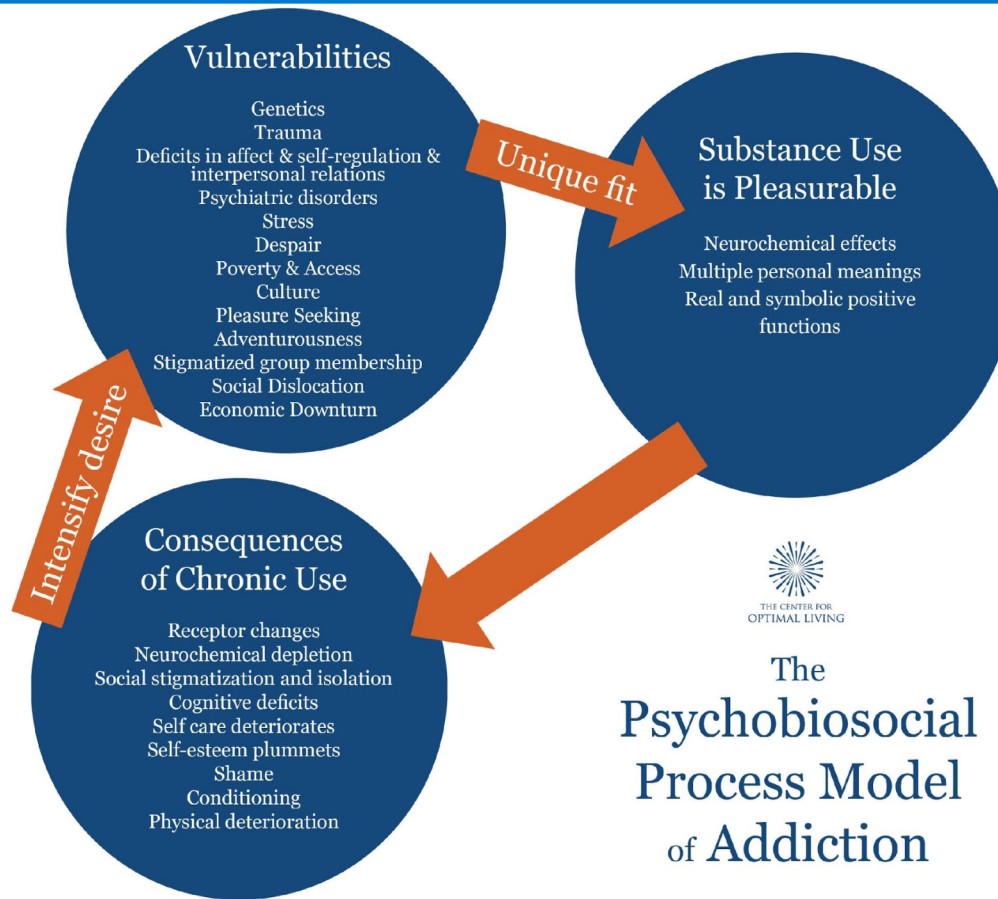 Vulnerabilities
Genetics
Trauma
Deficits in affect & self-regulation &
interpersonal relations
Psychiatric disorders
Stress
Despair
Poverty & Access
Culture
Pleasure Seeking
Adventurousness
Stigmatized group membership
Social Dislocation
Economic Downturn
Unique fit
Substance Use
is Pleasurable
Neurochemical effects
Multiple personal meanings
Real and symbolic positive
functions
Consequences
of Chronic Use
Receptor changes
Neurochemical depletion
Social stigmatization and isolation
Cognitive deficits
Self care deteriorates
Self-esteem plummets
Shame
Conditioning
Physical deterioration
Intensify desire
THE CENTER FOR
OPTIMAL LIVING
The
Psychobiosocial
Process Model
of Addiction